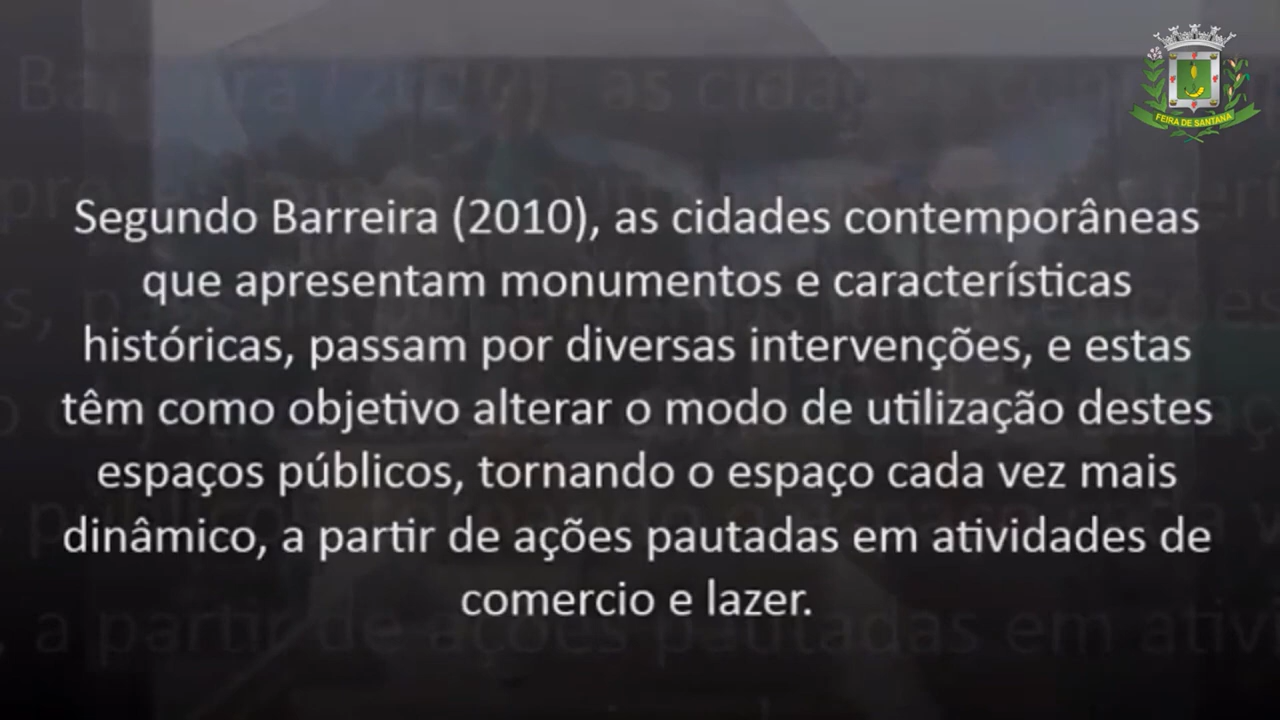 FEIRA DE SANTANA
Segundo Barreira (2010), as cidades contemporâneas
que apresentam monumentos e características
históricas, passam por diversas intervenções, e estas
têm como objetivo alterar o modo de utilização destes
espaços públicos, tornando o espaço cada vez mais
dinâmico, a partir de ações pautadas em atividades de
comercio e lazer.